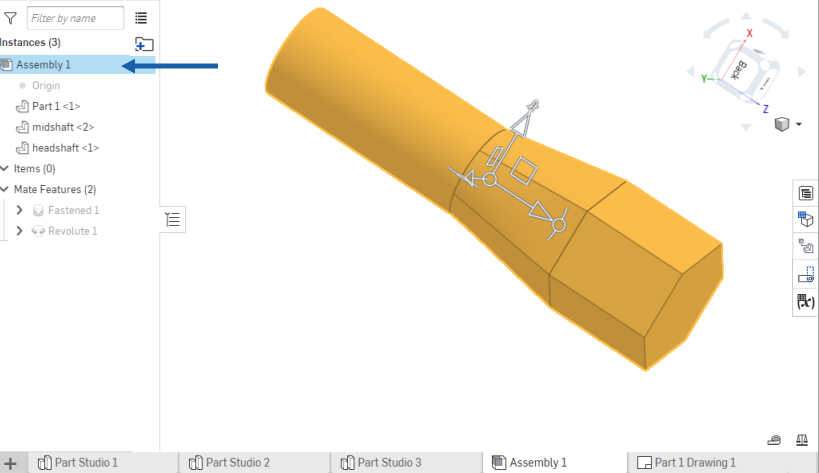 Filter by name
Instances (3)
Assembly 1
Origin
Part 1 <1>
midshaft <2>
headshaft <1>
Items (0)
Mate Features (2)
Fastened 1
Revolute 1
X
Back
Y
Z
(x)
Part Studio 1
Part Studio 2
Part Studio 3
Assembly 1
Part 1 Drawing 1